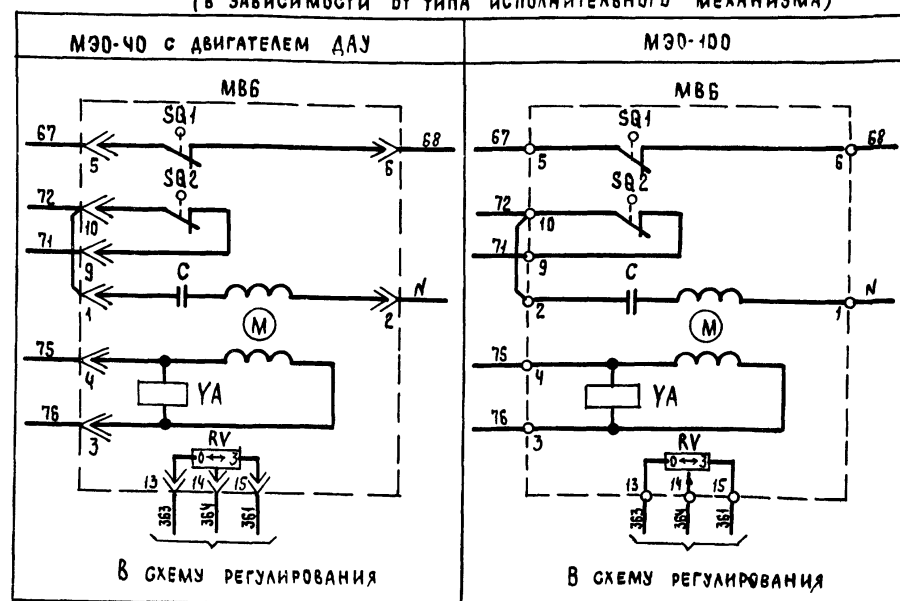 (В ЗАВИСИМОСТИ ОТ ТИПА ИСПОЛНИТЕЛЬНОГО МЕХАНИЗМА)
МЭО-40 С ДВИГАТЕЛЕМ ДАУ
МЭО-100
МВ6
SQ1
67
5
6
68
SQ2
72
10
71
9
C
N
1
2
M
75
4
YA
76
3
RV
0↔3
13
14
15
363
364
361
В СХЕМУ РЕГУЛИРОВАНИЯ
МВ6
SQ1
67
5
6
68
SQ2
72
10
71
9
C
N
2
1
M
75
4
YA
76
3
RV
0↔3
13
14
15
363
364
361
В СХЕМУ РЕГУЛИРОВАНИЯ